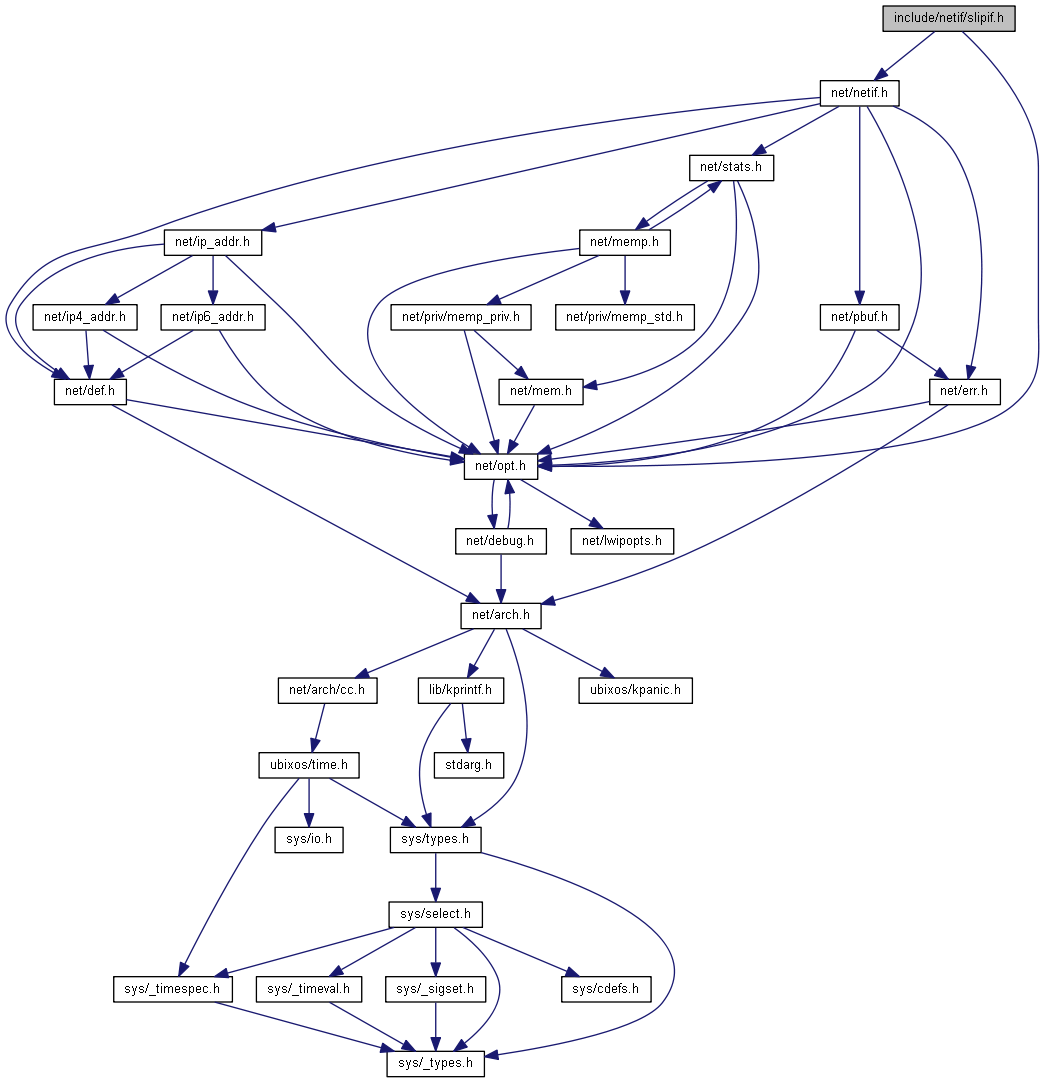 include/netif/slipif.h
net/netif.h
net/stats.h
net/ip_addr.h
net/memp.h
net/ip4_addr.h
net/ip6_addr.h
net/priv/memp_priv.h
net/priv/memp_std.h
net/pbuf.h
net/def.h
net/mem.h
net/err.h
net/opt.h
net/debug.h
net/lwipopts.h
net/arch.h
net/arch/cc.h
lib/kprintf.h
ubixos/kpanic.h
ubixos/time.h
stdarg.h
sys/io.h
sys/types.h
sys/select.h
sys/_timespec.h
sys/_timeval.h
sys/_sigset.h
sys/cdefs.h
sys/_types.h